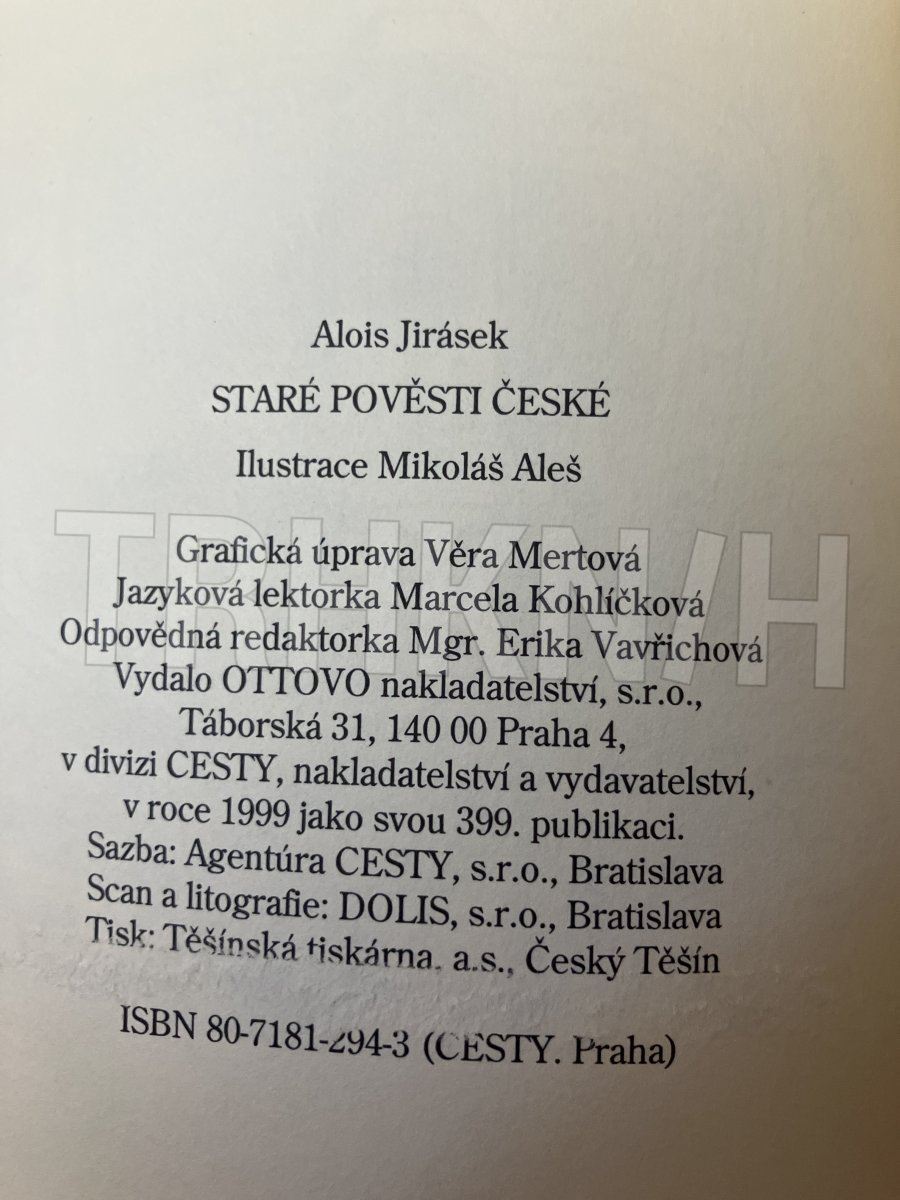 Alois Jirásek
STARÉ POVĚSTI ČESKÉ
Ilustrace Mikoláš Aleš
Grafická úprava Věra Mertová
Jazyková lektorka Marcela Kohlíčková
Odpovědná redaktorka Mgr. Erika Vavřichová
Vydalo OTTOVO nakladatelství, s.r.o.,
Táborská 31, 140 00 Praha 4,
v divizi CESTY, nakladatelství a vydavatelství,
v roce 1999 jako svou 399. publikaci.
Sazba: Agentúra CESTY, s.r.o., Bratislava
Scan a litografie: DOLIS, s.r.o., Bratislava
Tisk: Těšínská tiskárna, a.s., Český Těšín
ISBN 80-7181-294-3 (CESTY. Praha)